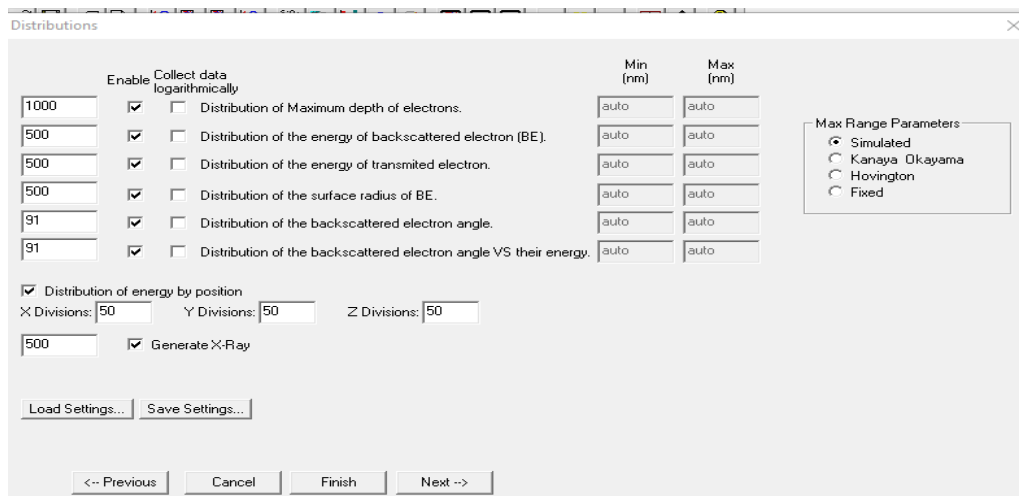 Distributions
Enable Collect data logarithmically
Min (nm)
Max (nm)
1000 Distribution of Maximum depth of electrons. auto auto
500 Distribution of the energy of backscattered electron (BE). auto auto
500 Distribution of the energy of transmited electron. auto auto
500 Distribution of the surface radius of BE. auto auto
91 Distribution of the backscattered electron angle. auto auto
91 Distribution of the backscattered electron angle VS their energy. auto auto
Max Range Parameters
Simulated
Kanaya Okayama
Hovington
Fixed
Distribution of energy by position
X Divisions: 50 Y Divisions: 50 Z Divisions: 50
500 Generate X-Ray
Load Settings... Save Settings...
<-- Previous Cancel Finish Next -->